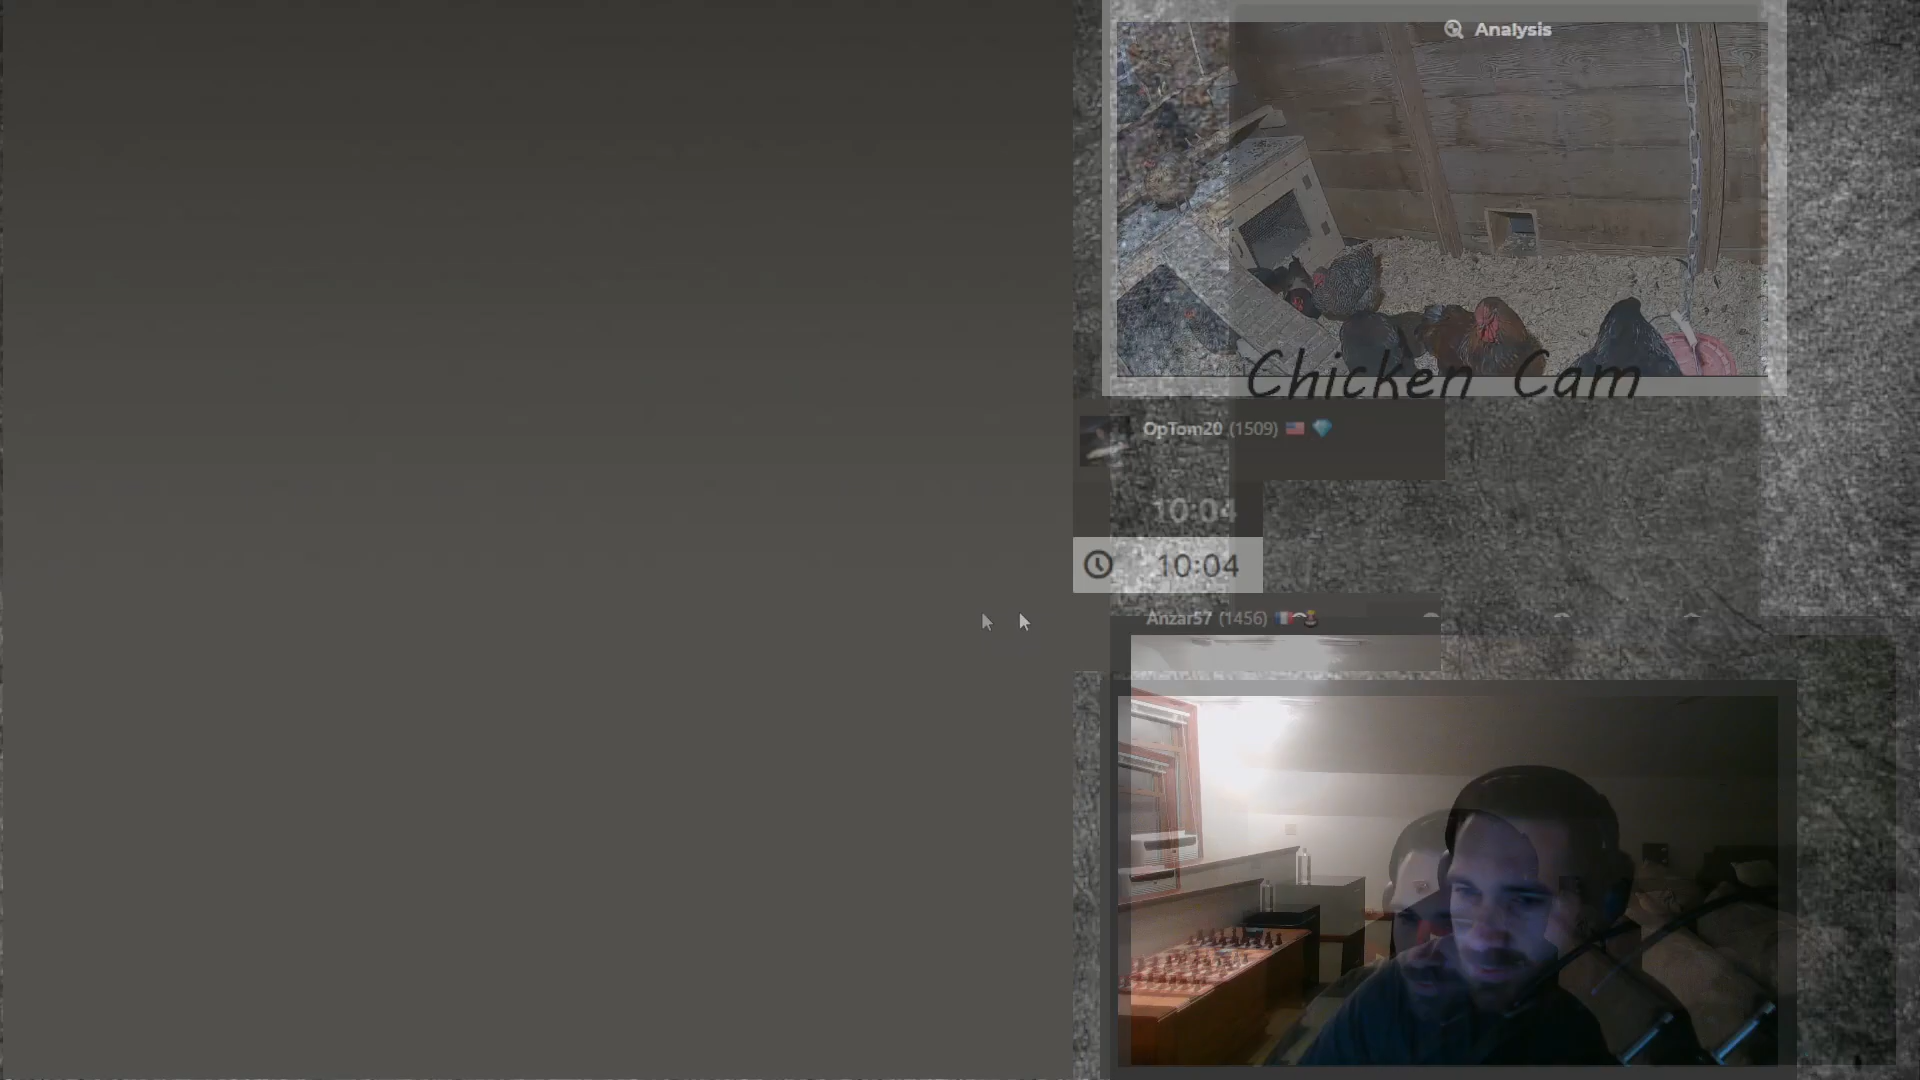 Analysis
Chicken Cam
OpTom20 (1509)
10:04
10:04
Anzar57 (1456)